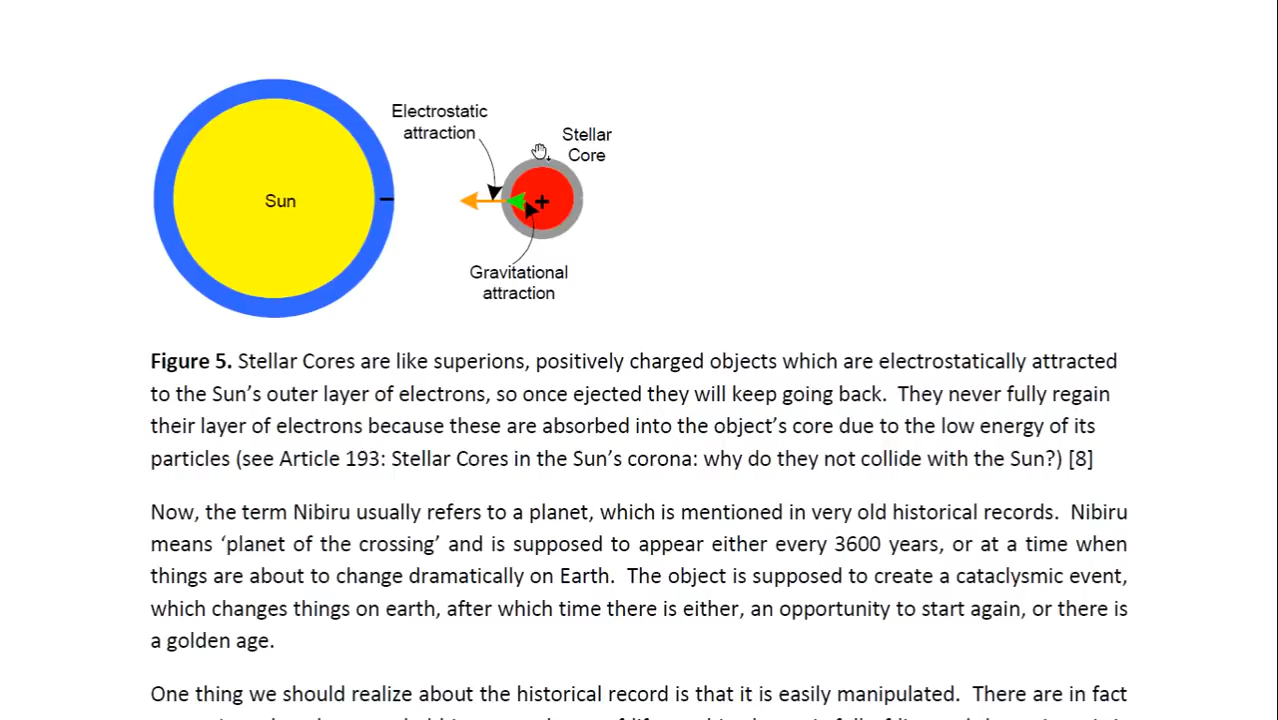 Electrostatic
attraction
Stellar
Core
Sun
−
+
Gravitational
attraction
Figure 5. Stellar Cores are like superions, positively charged objects which are electrostatically attracted
to the Sun’s outer layer of electrons, so once ejected they will keep going back.  They never fully regain
their layer of electrons because these are absorbed into the object’s core due to the low energy of its
particles (see Article 193: Stellar Cores in the Sun’s corona: why do they not collide with the Sun?) [8]
Now, the term Nibiru usually refers to a planet, which is mentioned in very old historical records.  Nibiru
means ‘planet of the crossing’ and is supposed to appear either every 3600 years, or at a time when
things are about to change dramatically on Earth.  The object is supposed to create a cataclysmic event,
which changes things on earth, after which time there is either, an opportunity to start again, or there is
a golden age.
One thing we should realize about the historical record is that it is easily manipulated.  There are in fact